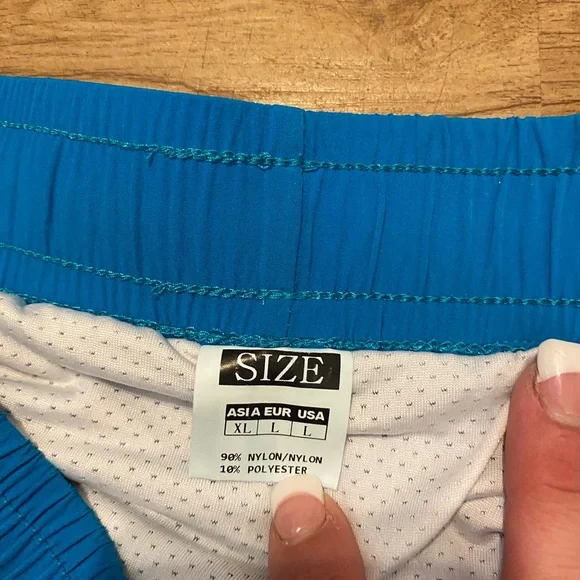 SIZE
ASIA EUR USA
XL L L
90% NYLON/NYLON
10% POLYESTER